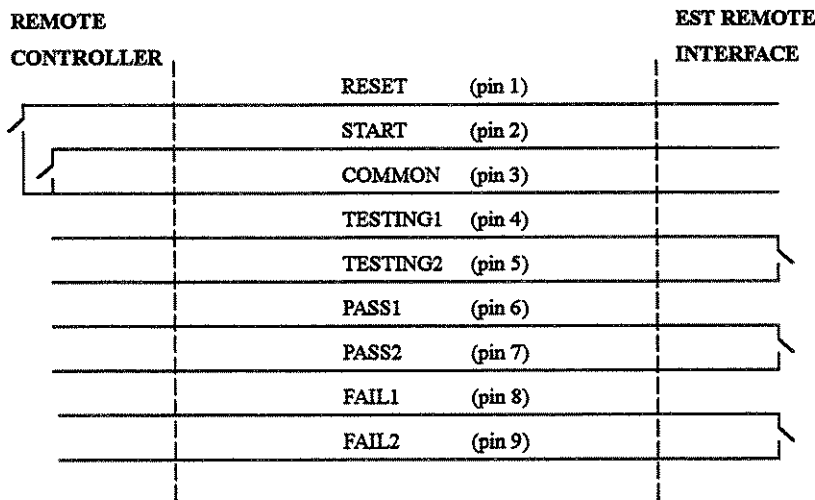 REMOTE
CONTROLLER
EST REMOTE
INTERFACE
RESET (pin 1)
START (pin 2)
COMMON (pin 3)
TESTING1 (pin 4)
TESTING2 (pin 5)
PASS1 (pin 6)
PASS2 (pin 7)
FAIL1 (pin 8)
FAIL2 (pin 9)